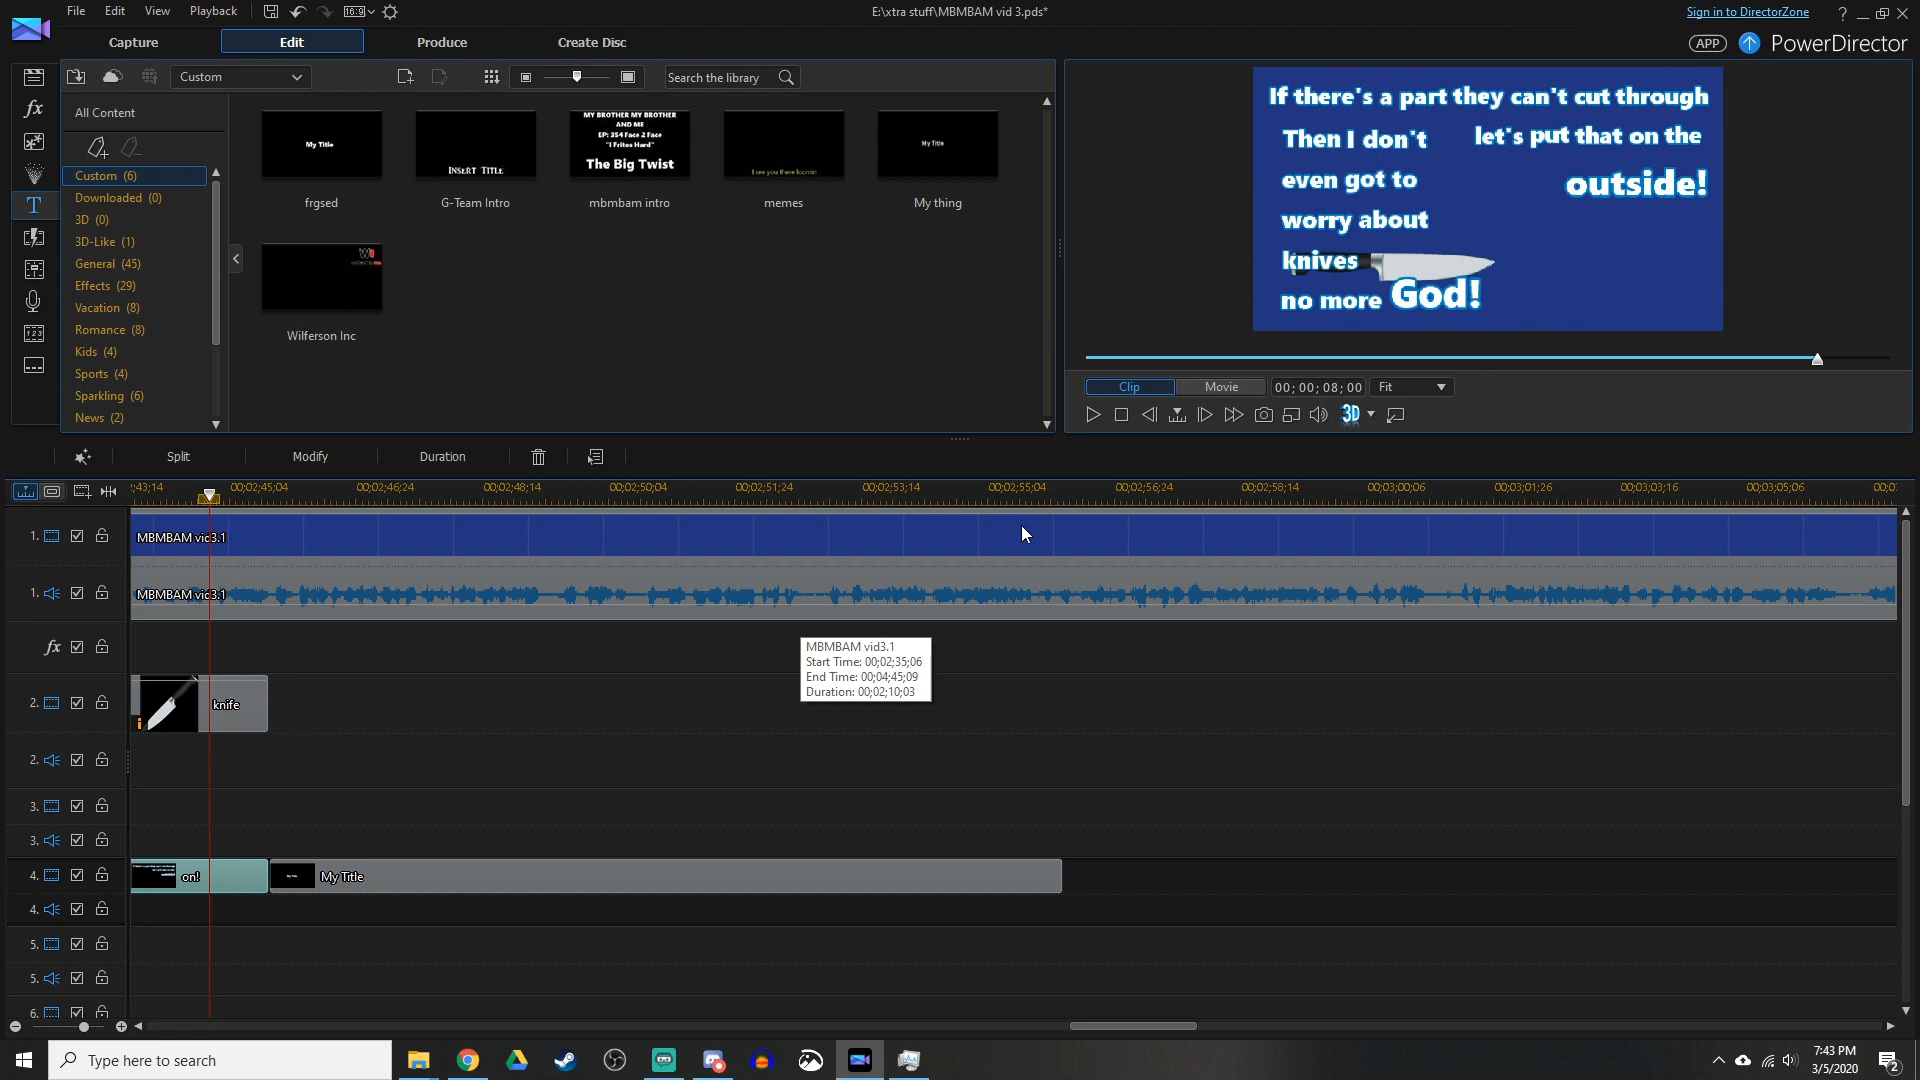 File Edit View Playback 16:9 E:\xtra stuff\MBMBAM vid 3.pds* Sign in to DirectorZone ?
Capture Edit Produce Create Disc APP PowerDirector
Custom Search the library
All Content
Custom (6)
Downloaded (0)
3D (0)
3D-Like (1)
General (45)
Effects (29)
Vacation (8)
Romance (8)
Kids (4)
Sports (4)
Sparkling (6)
News (2)
fx
T
My Title
frgsed
INSERT TITLE
G-Team Intro
MY BROTHER MY BROTHER
AND ME
EP: 354 Face 2 Face
"I Friton Hard"
The Big Twist
mbmbam intro
memes
My Title
My thing
Wilferson Inc
If there's a part they can't cut through
Then I don't
even got to
worry about
knives
no more God!
let's put that on the
outside!
Clip Movie 00; 00; 08; 00 Fit
3D
Split Modify Duration
;43;14 00;02;45;04 00;02;46;24 00;02;48;14 00;02;50;04 00;02;51;24 00;02;53;14 00;02;55;04 00;02;56;24 00;02;58;14 00;03;00;06 00;03;01;26 00;03;03;16 00;03;05;06
1. MBMBAM vid3.1
1. MBMBAM vid3.1
fx
MBMBAM vid3.1
Start Time: 00;02;35;06
End Time: 00;04;45;09
Duration: 00;02;10;03
2. knife
2.
3.
3.
4. on! My Title My Title
4.
5.
5.
6.
Type here to search
7:43 PM
3/5/2020
2